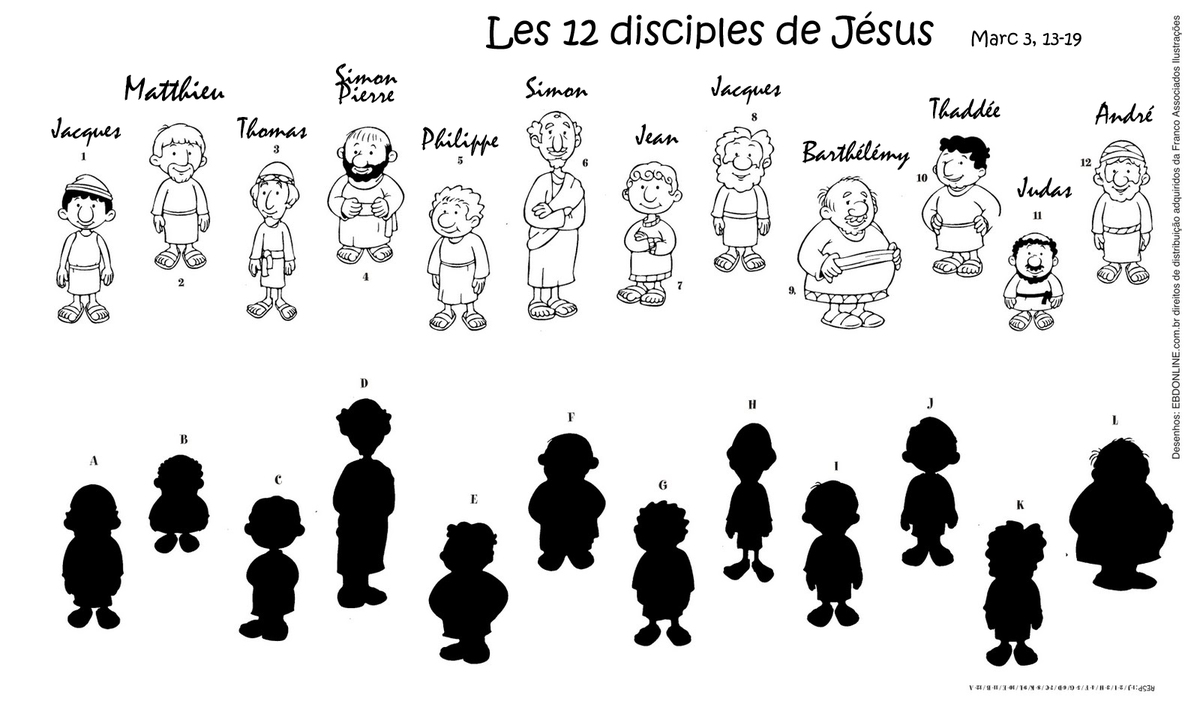 Les 12 disciples de Jésus
Marc 3, 13-19
Jacques
1
Matthieu
2
Thomas
3
Simon
Pierre
4
Philippe
5
Simon
6
Jean
7
Jacques
8
Barthélémy
9.
Thaddée
10
Judas
11
André
12
A
B
C
D
E
F
G
H
I
J
K
L
RESP:
Desenhos: EBDONLINE.com.br direitos de distribuição adquiridos da Franco Associados Ilustrações